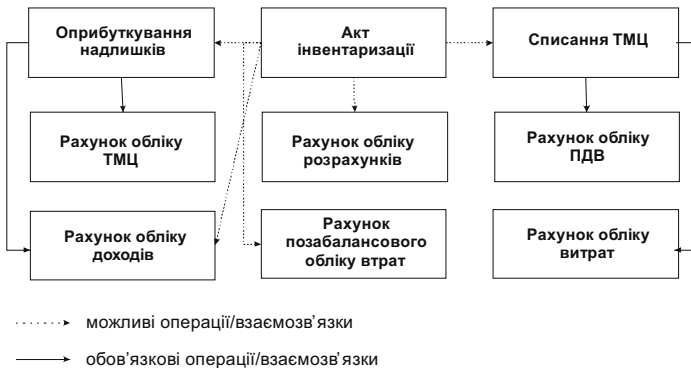 Оприбуткування
надлишків
Акт
інвентаризації
Списання ТМЦ
Рахунок обліку
ТМЦ
Рахунок обліку
розрахунків
Рахунок обліку
ПДВ
Рахунок обліку
доходів
Рахунок
позабалансового
обліку втрат
Рахунок обліку
витрат
можливі операції/взаємозв'язки
обов'язкові операції/взаємозв'язки